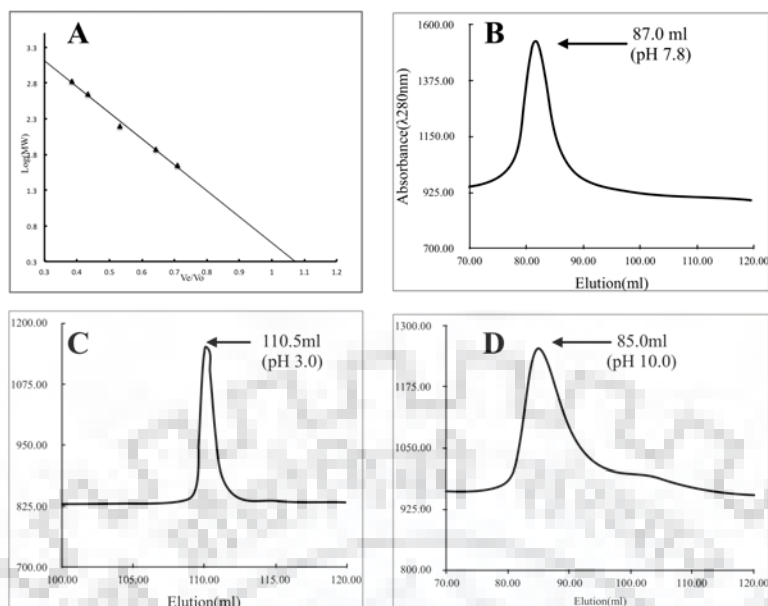 A
Log(MW)
3.3
2.8
2.3
1.8
1.3
0.8
0.3
0.3 0.4 0.5 0.6 0.7 0.8 0.9 1 1.1 1.2
Ve/Vo
B
87.0 ml
(pH 7.8)
Absorbance(λ280nm)
1600.00
1375.00
1150.00
925.00
700.00
70.00 80.00 90.00 100.00 110.00 120.00
Elution(ml)
C
110.5ml
(pH 3.0)
1200.00
1075.00
950.00
825.00
700.00
100.00 105.00 110.00 115.00 120.00
Elution(ml)
D
85.0ml
(pH 10.0)
1300.00
1175.00
1050.00
925.00
800.00
70.00 80.00 90.00 100.00 110.00 120.00
Elution(ml)